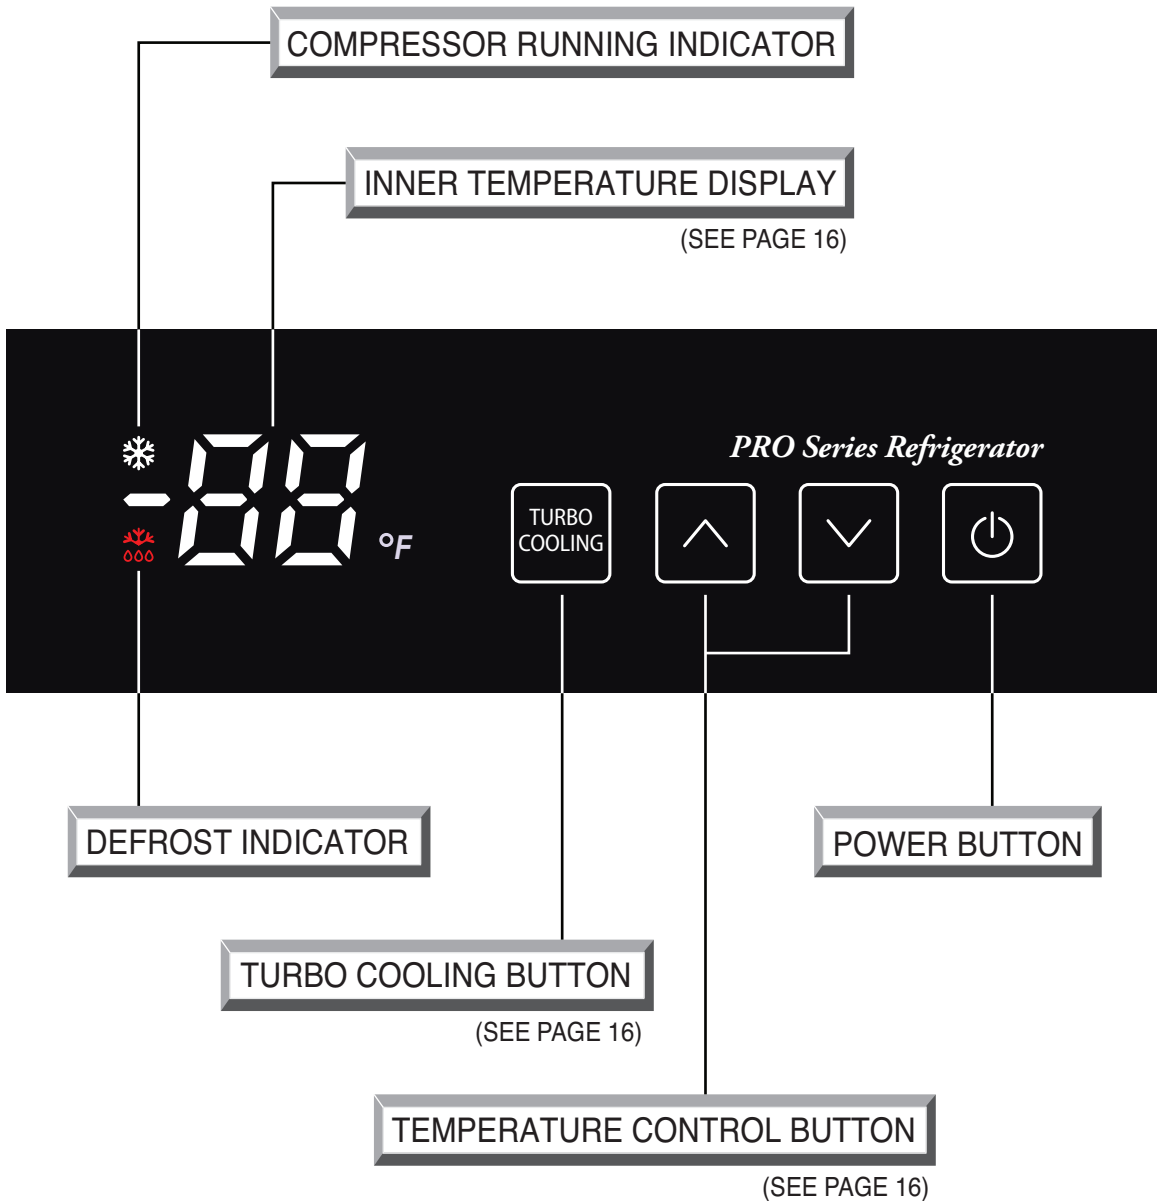 COMPRESSOR RUNNING INDICATOR
INNER TEMPERATURE DISPLAY
(SEE PAGE 16)
-88
°F
PRO Series Refrigerator
TURBO
COOLING
DEFROST INDICATOR
POWER BUTTON
TURBO COOLING BUTTON
(SEE PAGE 16)
TEMPERATURE CONTROL BUTTON
(SEE PAGE 16)